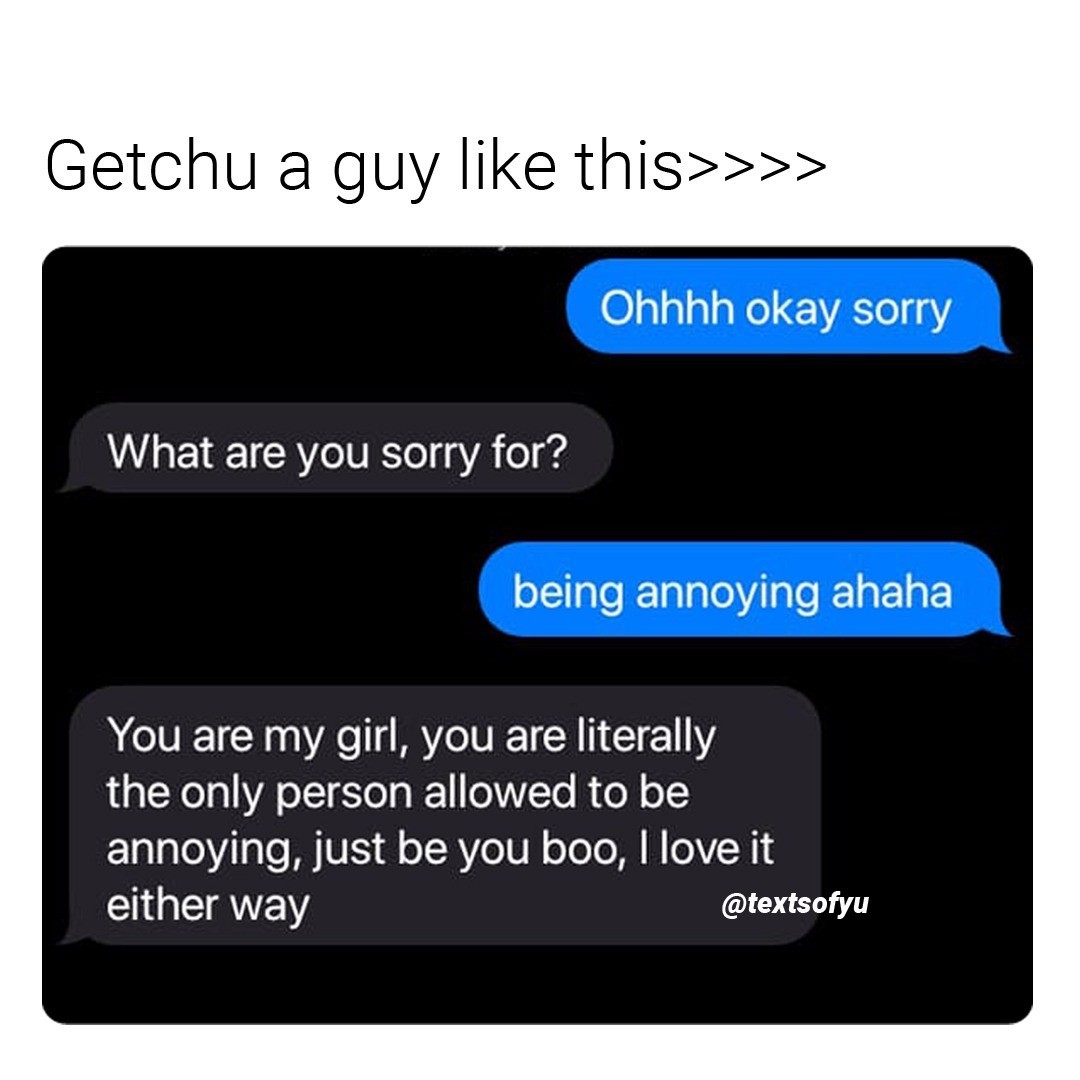 Getchu a guy like this>>>>
Ohhhh okay sorry
What are you sorry for?
being annoying ahaha
You are my girl, you are literally
the only person allowed to be
annoying, just be you boo, I love it
either way
@textsofyu